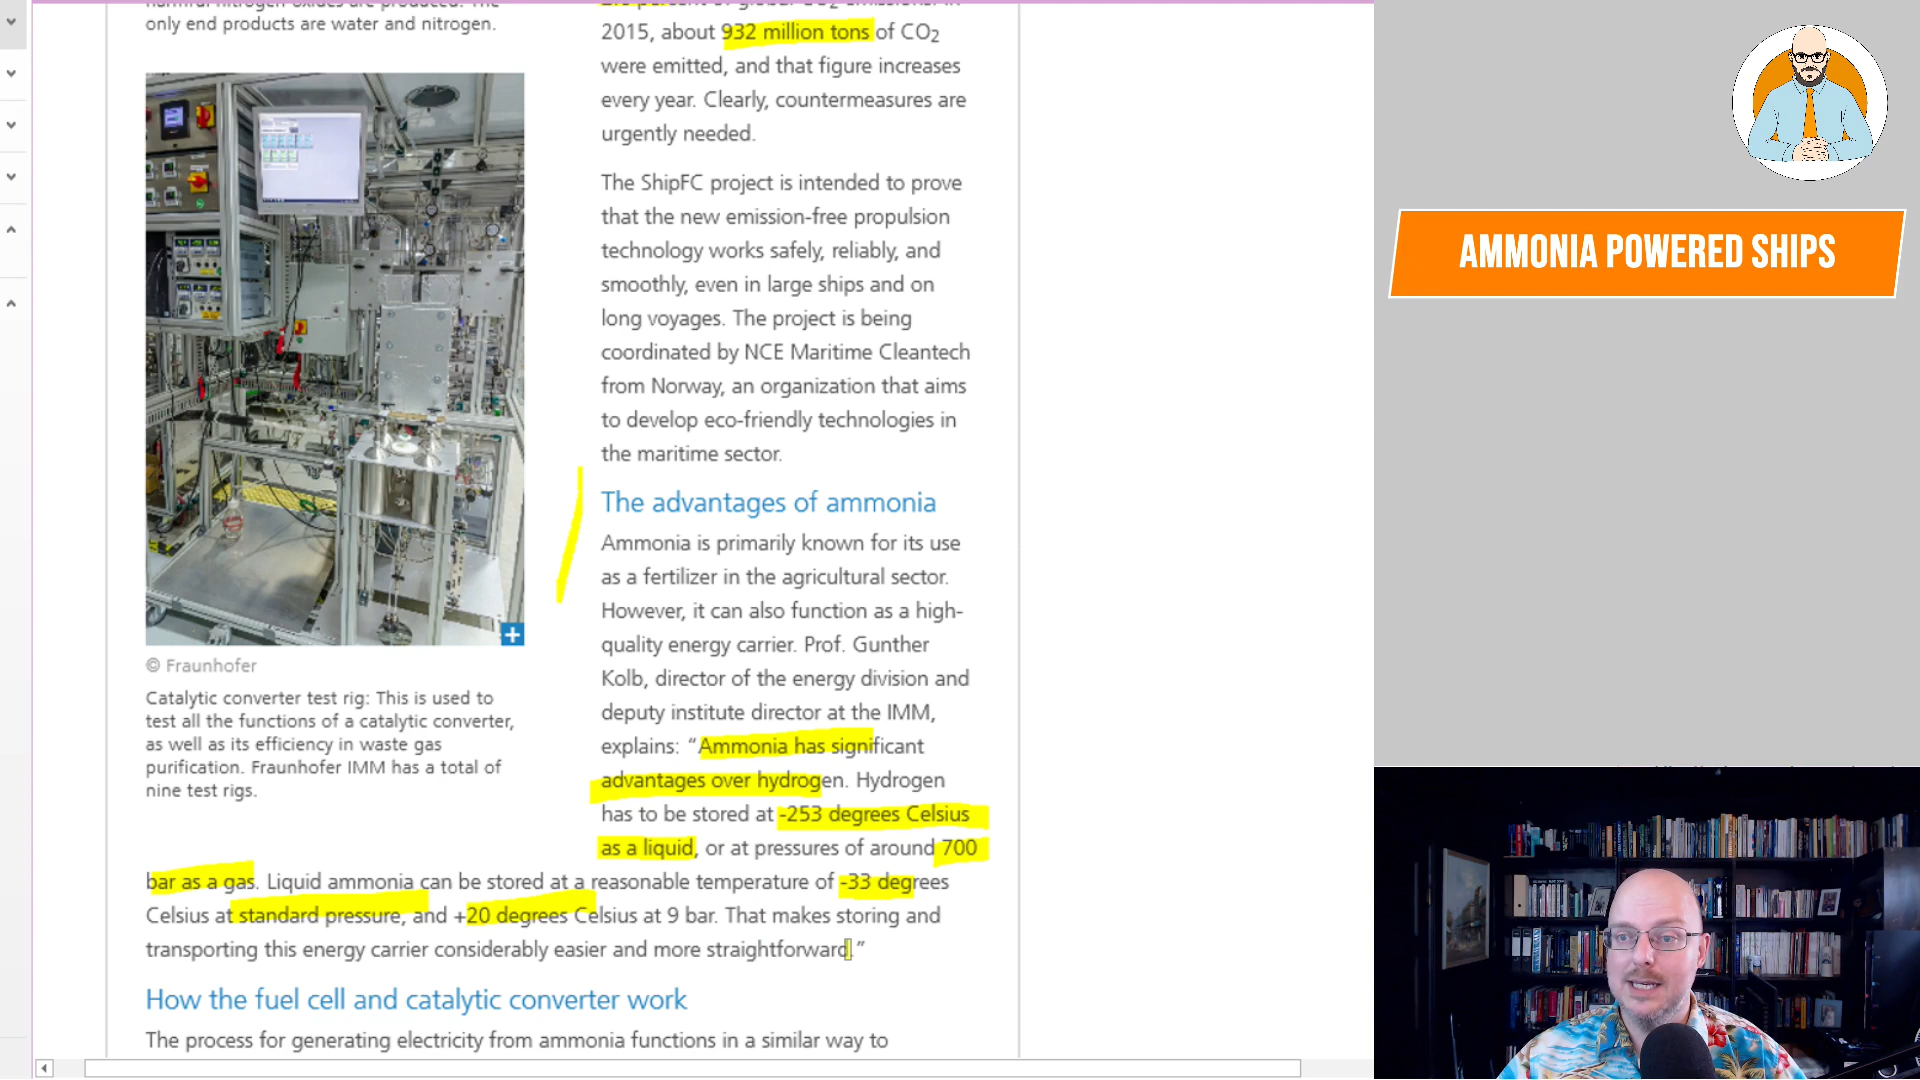 only end products are water and nitrogen.
© Fraunhofer
Catalytic converter test rig: This is used to
test all the functions of a catalytic converter,
as well as its efficiency in waste gas
purification. Fraunhofer IMM has a total of
nine test rigs.
2015, about 932 million tons of CO2
were emitted, and that figure increases
every year. Clearly, countermeasures are
urgently needed.
The ShipFC project is intended to prove
that the new emission-free propulsion
technology works safely, reliably, and
smoothly, even in large ships and on
long voyages. The project is being
coordinated by NCE Maritime Cleantech
from Norway, an organization that aims
to develop eco-friendly technologies in
the maritime sector.
The advantages of ammonia
Ammonia is primarily known for its use
as a fertilizer in the agricultural sector.
However, it can also function as a high-
quality energy carrier. Prof. Gunther
Kolb, director of the energy division and
deputy institute director at the IMM,
explains: “Ammonia has significant
advantages over hydrogen. Hydrogen
has to be stored at -253 degrees Celsius
as a liquid, or at pressures of around 700
bar as a gas. Liquid ammonia can be stored at a reasonable temperature of -33 degrees
Celsius at standard pressure, and +20 degrees Celsius at 9 bar. That makes storing and
transporting this energy carrier considerably easier and more straightforward.”
How the fuel cell and catalytic converter work
The process for generating electricity from ammonia functions in a similar way to
AMMONIA POWERED SHIPS